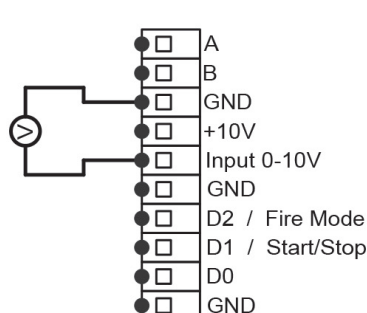 A
B
GND
+10V
Input 0-10V
GND
D2 / Fire Mode
D1 / Start/Stop
D0
GND
V